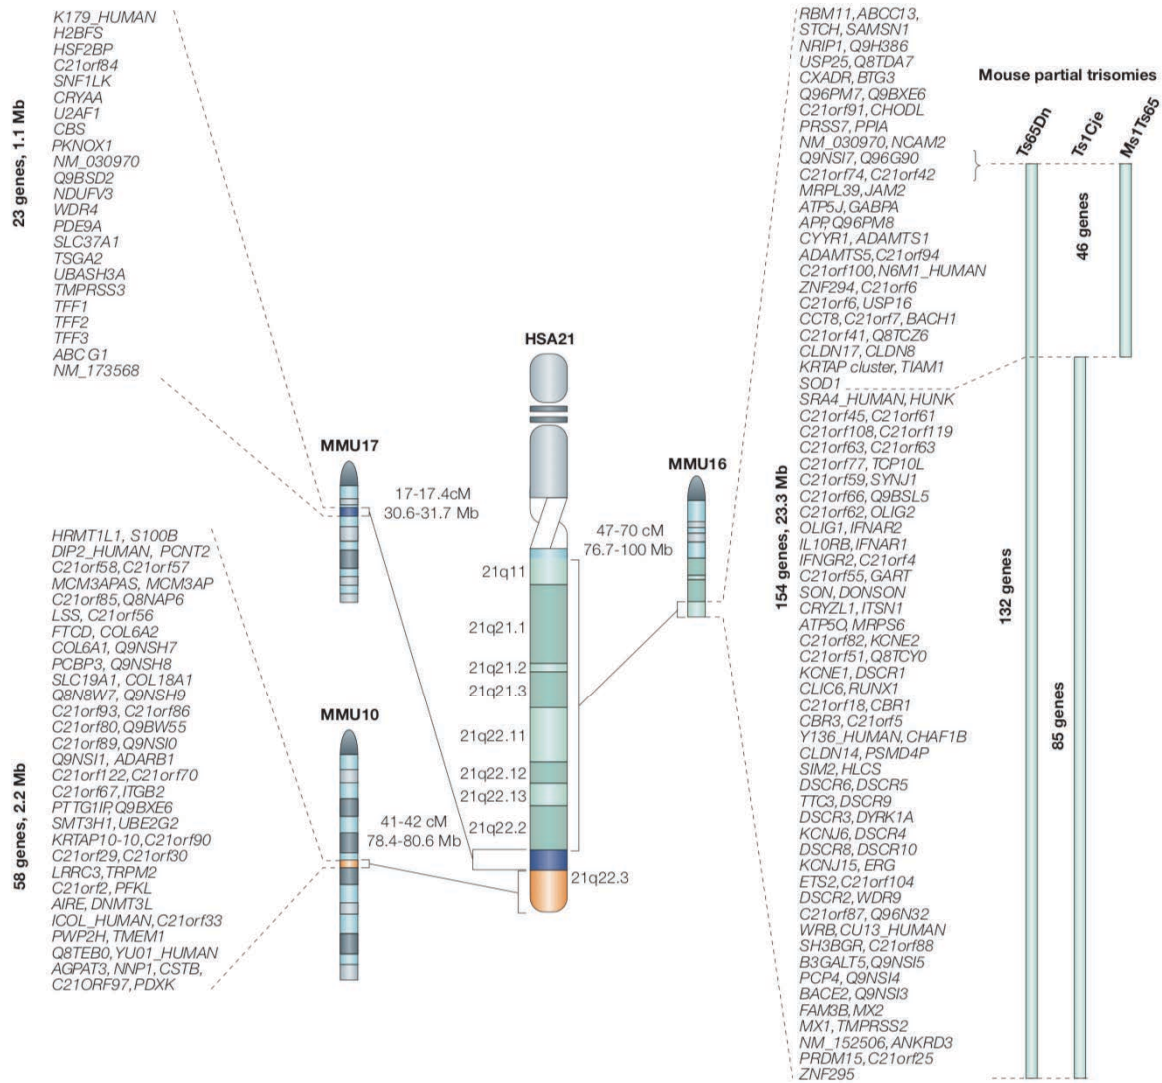 K179_HUMAN
H2BFS
HSF2BP
C21orf84
SNF1LK
CRYAA
U2AF1
CBS
PKNOX1
NM_030970
Q9BSD2
NDUFV3
WDR4
PDE9A
SLC37A1
TSGA2
UBASH3A
TMPRSS3
TFF1
TFF2
TFF3
ABC G1
NM_173568
23 genes, 1.1 Mb
HRMT1L1, S100B
DIP2_HUMAN, PCNT2
C21orf58, C21orf57
MCM3APAS, MCM3AP
C21orf85, Q8NAP6
LSS, C21orf56
FTCD, COL6A2
COL6A1, Q9NSH7
PCBP3, Q9NSH8
SLC19A1, COL18A1
Q8N8W7, Q9NSH9
C21orf93, C21orf86
C21orf80, Q9BW55
C21orf89, Q9NSI0
Q9NSI1, ADARB1
C21orf122, C21orf70
C21orf67, ITGB2
PTTG1IP, Q9BXE6
SMT3H1, UBE2G2
KRTAP10-10, C21orf90
C21orf29, C21orf30
LRRC3, TRPM2
C21orf2, PFKL
AIRE, DNMT3L
ICOL_HUMAN, C21orf33
PWP2H, TMEM1
Q8TEB0, YU01_HUMAN
AGPAT3, NNP1, CSTB,
C21ORF97, PDXK
58 genes, 2.2 Mb
MMU17
17-17.4cM
30.6-31.7 Mb
MMU10
41-42 cM
78.4-80.6 Mb
HSA21
21q11
21q21.1
21q21.2
21q21.3
21q22.11
21q22.12
21q22.13
21q22.2
21q22.3
MMU16
47-70 cM
76.7-100 Mb
154 genes, 23.3 Mb
RBM11, ABCC13,
STCH, SAMSN1
NRIP1, Q9H386
USP25, Q8TDA7
CXADR, BTG3
Q96PM7, Q9BXE6
C21orf91, CHODL
PRSS7, PPIA
NM_030970, NCAM2
Q9NSI7, Q96G90
C21orf74, C21orf42
MRPL39, JAM2
ATP5J, GABPA
APP, Q96PM8
CYYR1, ADAMTS1
ADAMTS5, C21orf94
C21orf100, N6M1_HUMAN
ZNF294, C21orf6
C21orf6, USP16
CCT8, C21orf7, BACH1
C21orf41, Q8TCZ6
CLDN17, CLDN8
KRTAP cluster, TIAM1
SOD1
SRA4_HUMAN, HUNK
C21orf45, C21orf61
C21orf108, C21orf119
C21orf63, C21orf63
C21orf77, TCP10L
C21orf59, SYNJ1
C21orf66, Q9BSL5
C21orf62, OLIG2
OLIG1, IFNAR2
IL10RB, IFNAR1
IFNGR2, C21orf4
C21orf55, GART
SON, DONSON
CRYZL1, ITSN1
ATP5O, MRPS6
C21orf82, KCNE2
C21orf51, Q8TCY0
KCNE1, DSCR1
CLIC6, RUNX1
C21orf18, CBR1
CBR3, C21orf5
Y136_HUMAN, CHAF1B
CLDN14, PSMD4P
SIM2, HLCS
DSCR6, DSCR5
TTC3, DSCR9
DSCR3, DYRK1A
KCNJ6, DSCR4
DSCR8, DSCR10
KCNJ15, ERG
ETS2, C21orf104
DSCR2, WDR9
C21orf87, Q96N32
WRB, CU13_HUMAN
SH3BGR, C21orf88
B3GALT5, Q9NSI5
PCP4, Q9NSI4
BACE2, Q9NSI3
FAM3B, MX2
MX1, TMPRSS2
NM_152506, ANKRD3
PRDM15, C21orf25
ZNF295
Mouse partial trisomies
Ts65Dn
Ts1Cje
Ms1Ts65
46 genes
132 genes
85 genes